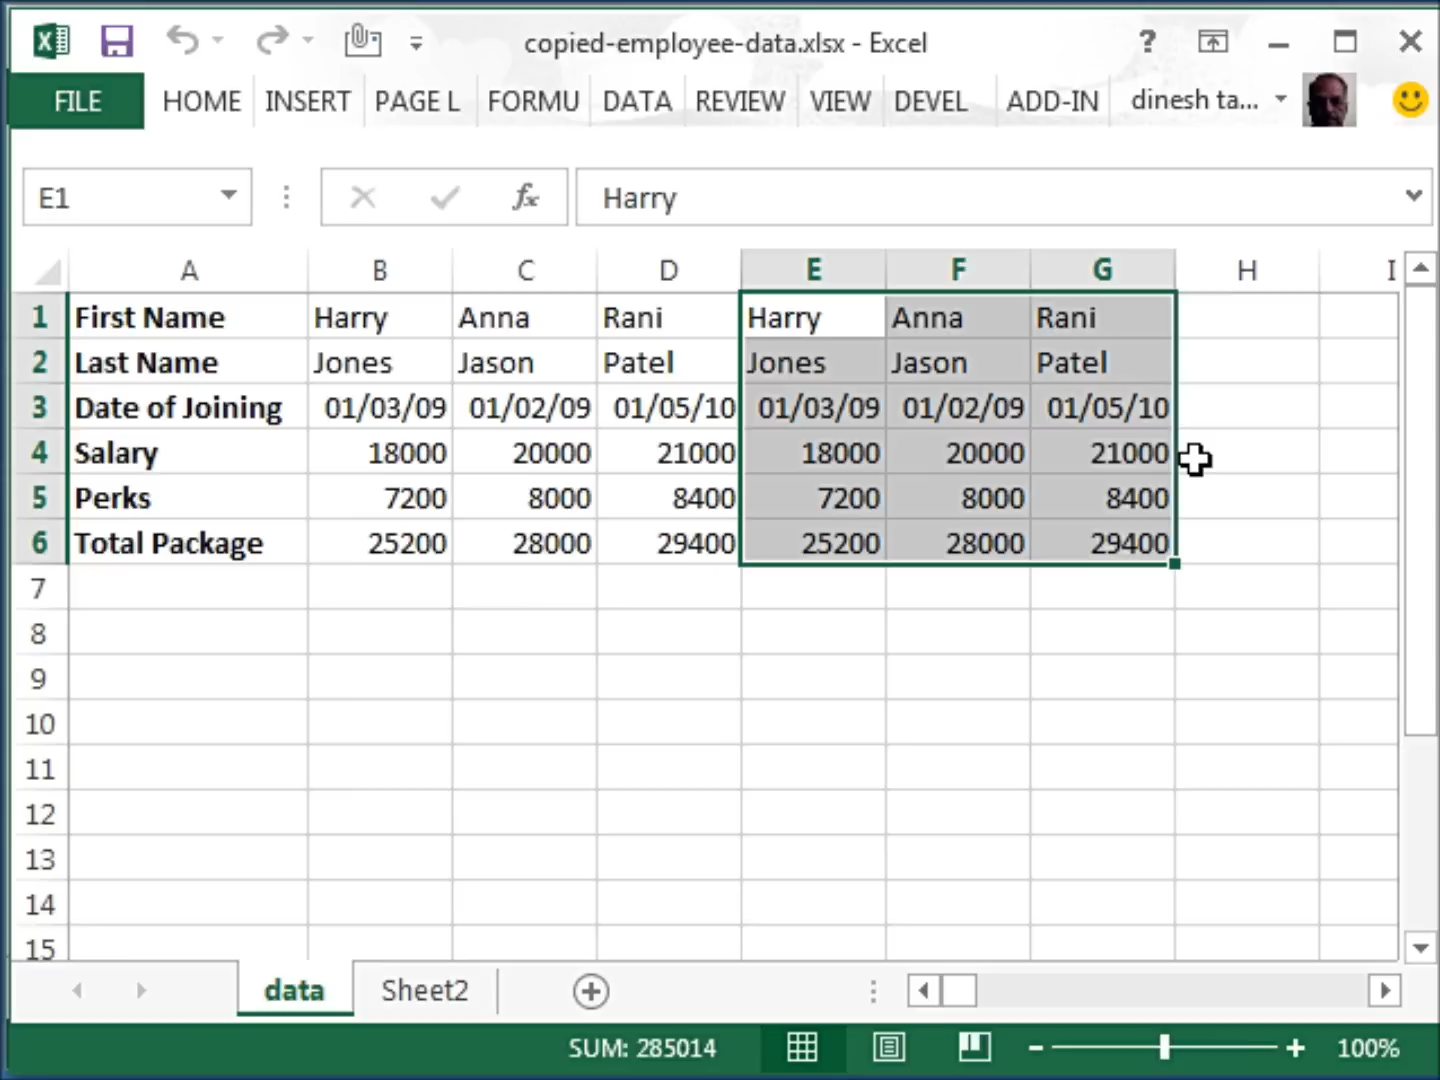 copied-employee-data.xlsx - Excel
?
FILE HOME INSERT PAGE L FORMU DATA REVIEW VIEW DEVEL ADD-IN dinesh ta...
E1 fx Harry
A B C D E F G H I
1 First Name Harry Anna Rani Harry Anna Rani
2 Last Name Jones Jason Patel Jones Jason Patel
3 Date of Joining 01/03/09 01/02/09 01/05/10 01/03/09 01/02/09 01/05/10
4 Salary 18000 20000 21000 18000 20000 21000
5 Perks 7200 8000 8400 7200 8000 8400
6 Total Package 25200 28000 29400 25200 28000 29400
7
8
9
10
11
12
13
14
15
data Sheet2
SUM: 285014 100%